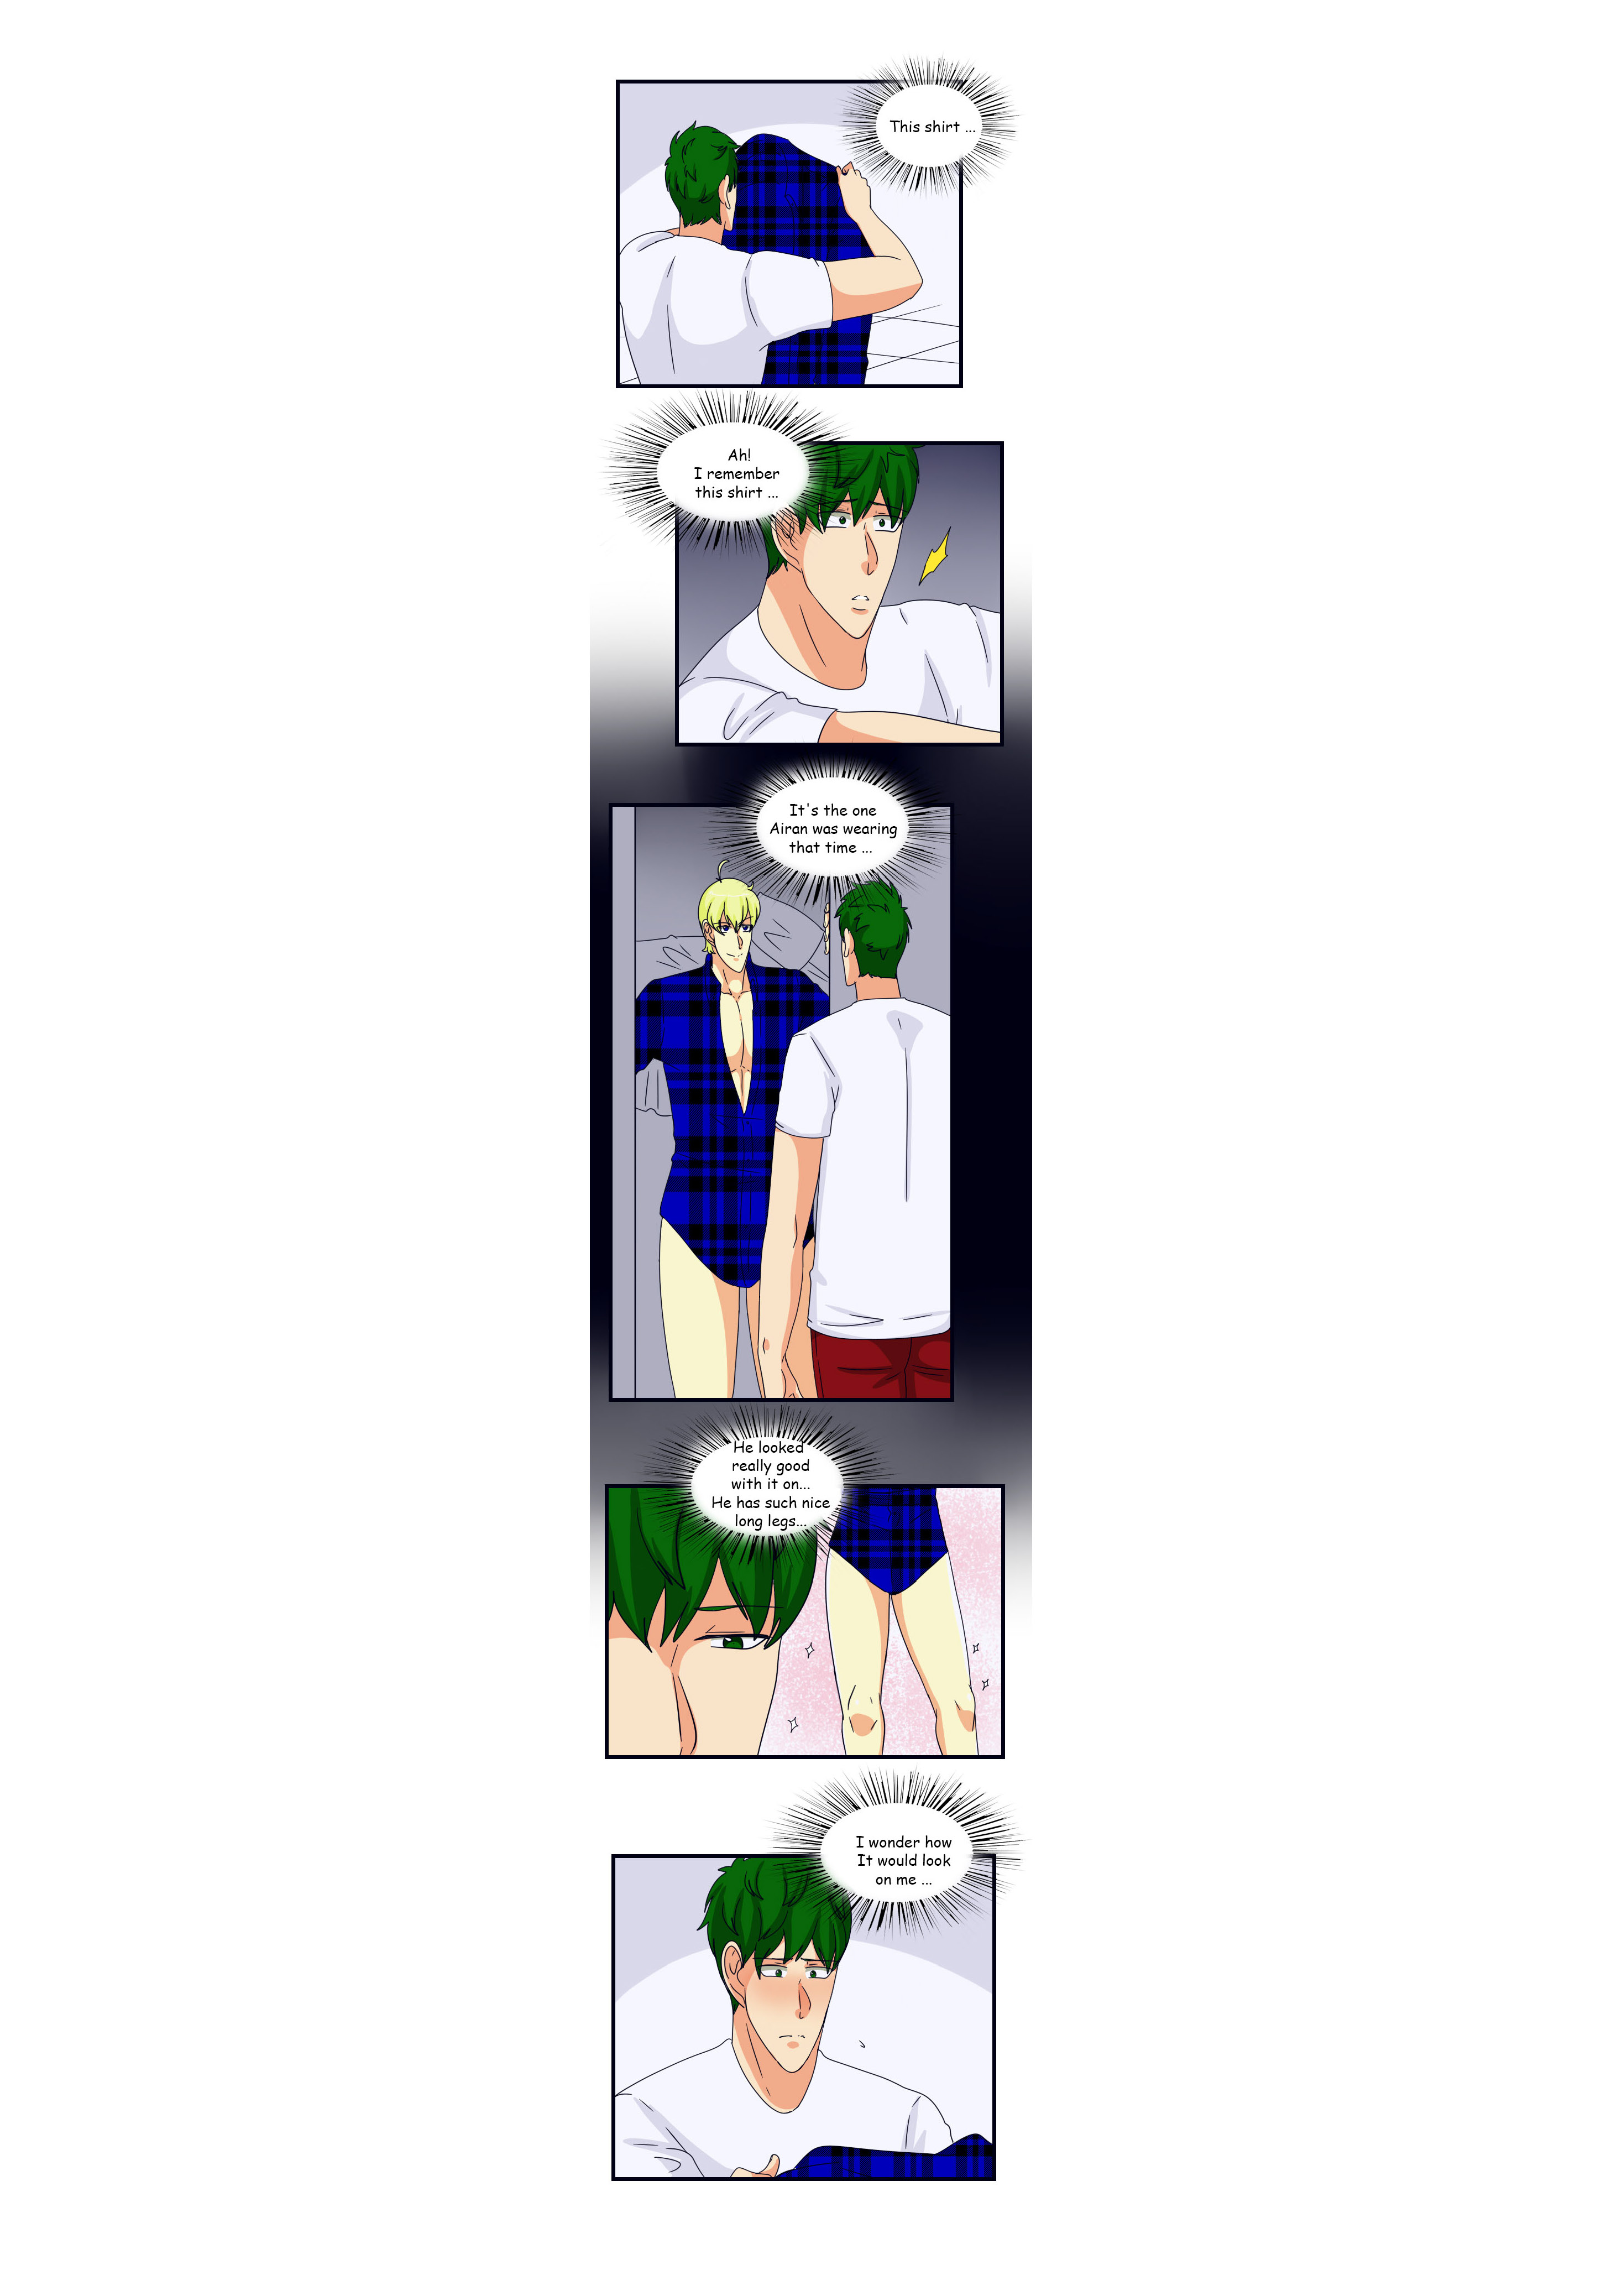 This shirt ...
Ah!
I remember
this shirt ...
It's the one
Airan was wearing
that time ...
He looked
really good
with it on...
He has such nice
long legs...
I wonder how
It would look
on me ...